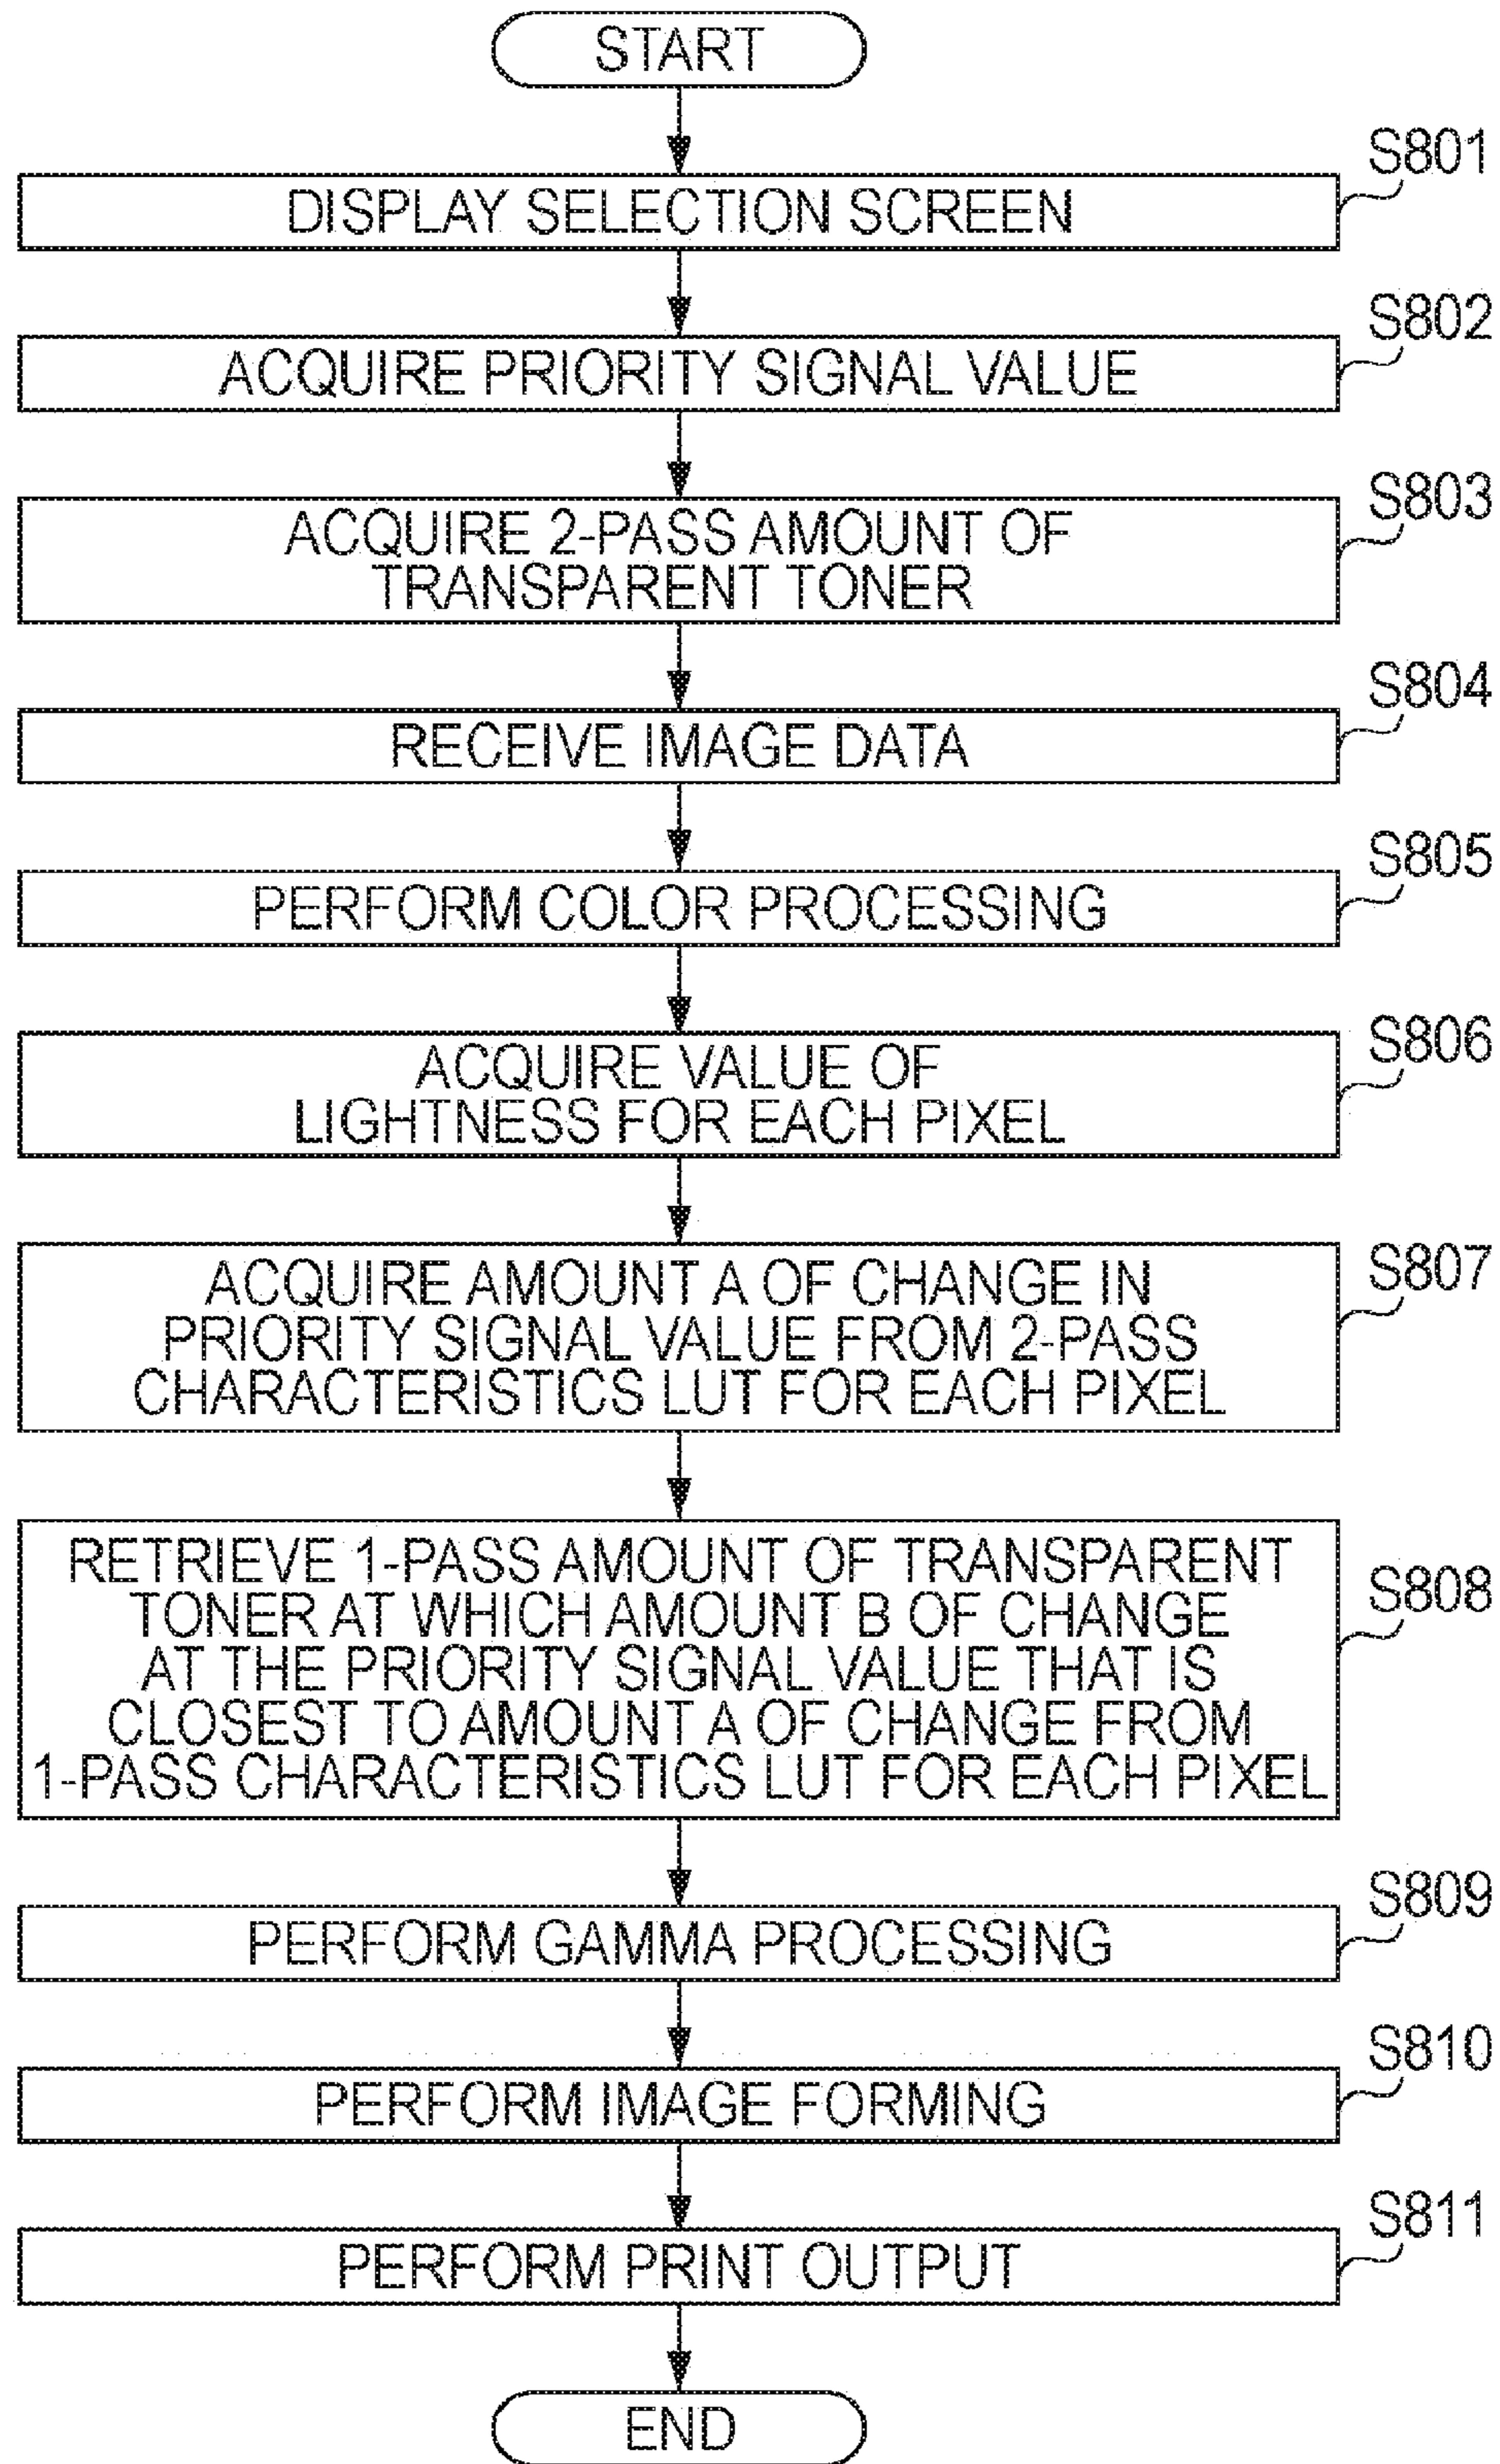 START
S801
DISPLAY SELECTION SCREEN
S802
ACQUIRE PRIORITY SIGNAL VALUE
S803
ACQUIRE 2-PASS AMOUNT OF
TRANSPARENT TONER
S804
RECEIVE IMAGE DATA
S805
PERFORM COLOR PROCESSING
S806
ACQUIRE VALUE OF
LIGHTNESS FOR EACH PIXEL
S807
ACQUIRE AMOUNT A OF CHANGE IN
PRIORITY SIGNAL VALUE FROM 2-PASS
CHARACTERISTICS LUT FOR EACH PIXEL
S808
RETRIEVE 1-PASS AMOUNT OF TRANSPARENT
TONER AT WHICH AMOUNT B OF CHANGE
AT THE PRIORITY SIGNAL VALUE THAT IS
CLOSEST TO AMOUNT A OF CHANGE FROM
1-PASS CHARACTERISTICS LUT FOR EACH PIXEL
S809
PERFORM GAMMA PROCESSING
S810
PERFORM IMAGE FORMING
S811
PERFORM PRINT OUTPUT
END